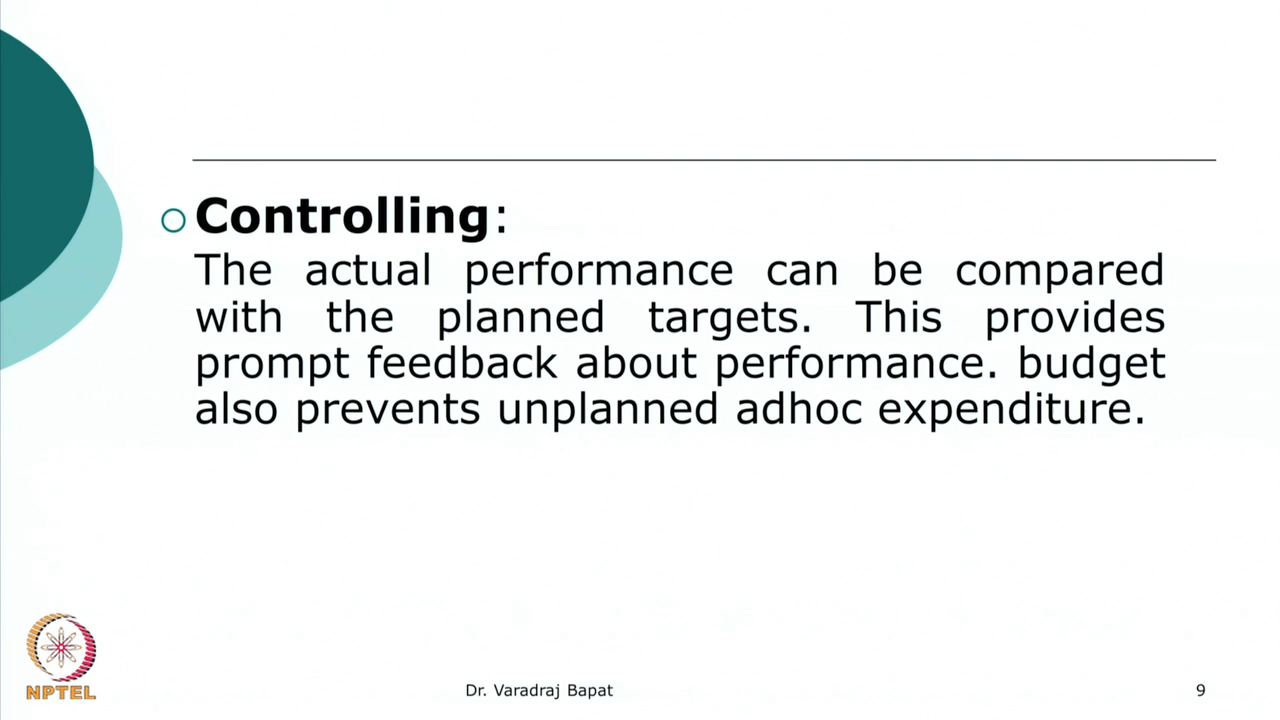 Controlling:
The actual performance can be compared
with the planned targets. This provides
prompt feedback about performance. budget
also prevents unplanned adhoc expenditure.
NPTEL
Dr. Varadraj Bapat
9